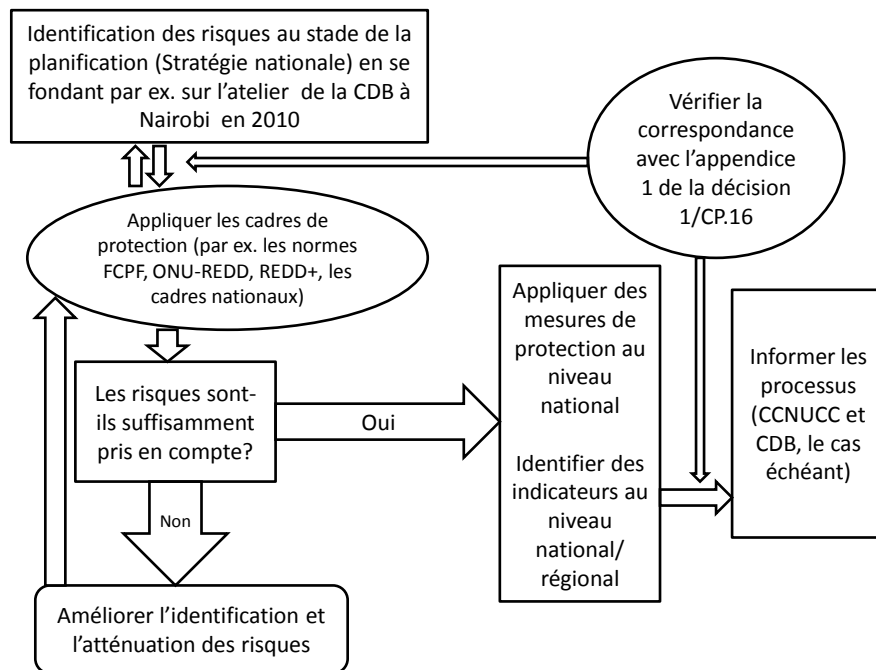 Identification des risques au stade de la
planification (Stratégie nationale) en se
fondant par ex. sur l’atelier de la CDB à
Nairobi en 2010
Vérifier la
correspondance
avec l’appendice
1 de la décision
1/CP.16
Appliquer les cadres de
protection (par ex. les normes
FCPF, ONU-REDD, REDD+, les
cadres nationaux)
Les risques sont-
ils suffisamment
pris en compte?
Oui
Appliquer des
mesures de
protection au
niveau
national
Identifier des
indicateurs au
niveau
national/
régional
Informer les
processus
(CCNUCC et
CDB, le cas
échéant)
Non
Améliorer l’identification et
l’atténuation des risques